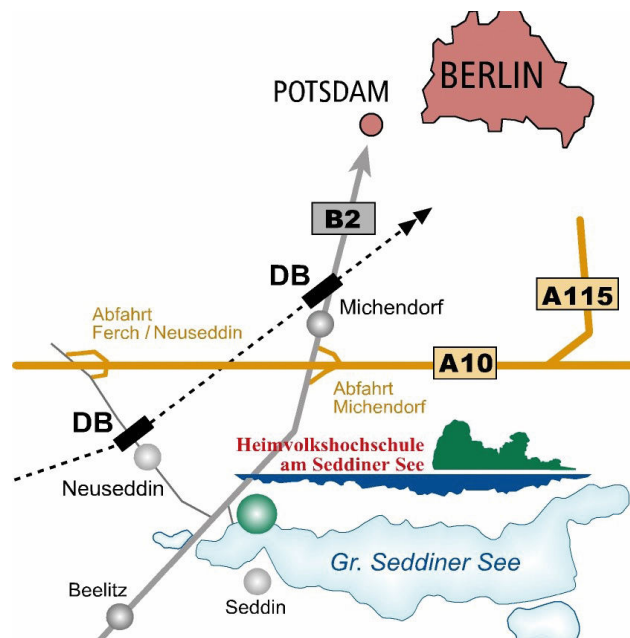 BERLIN
POTSDAM
B2
DB
Michendorf
A115
Abfahrt
Ferch / Neuseddin
A10
Abfahrt
Michendorf
DB
Heimvolkshochschule
am Seddiner See
Neuseddin
Gr. Seddiner See
Beelitz
Seddin